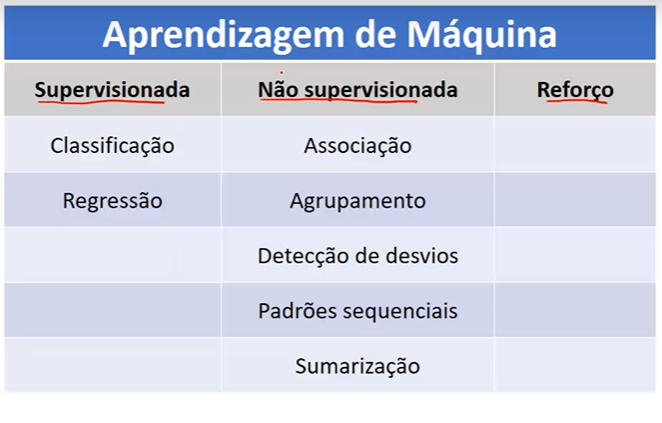 Aprendizagem de Máquina
Supervisionada Não supervisionada Reforço
Classificação Associação
Regressão Agrupamento
Detecção de desvios
Padrões sequenciais
Sumarização